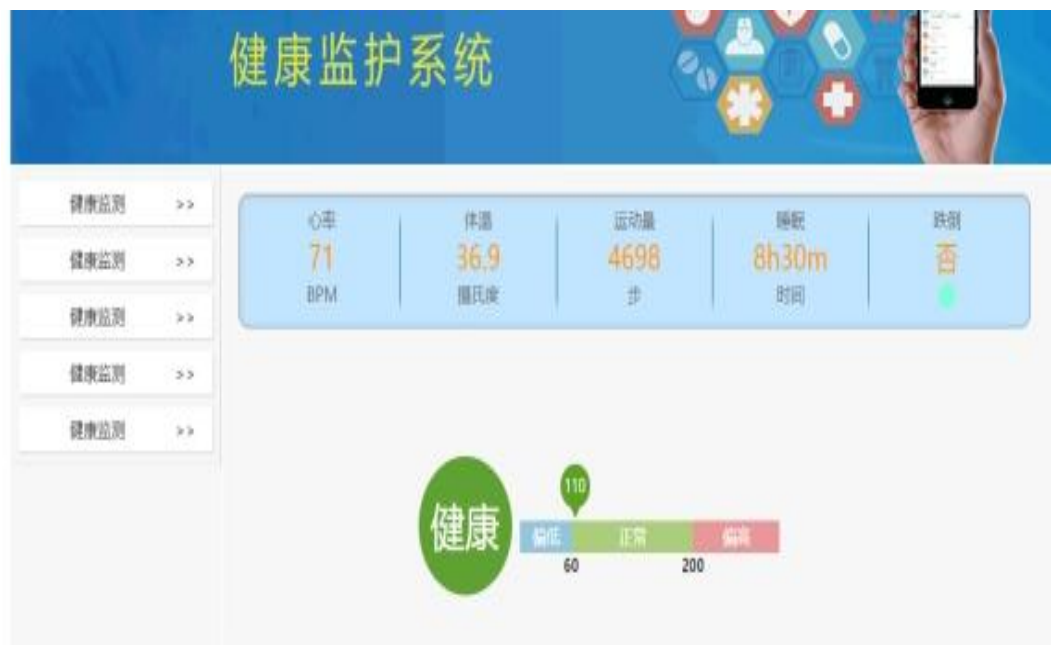 健康监护系统
健康监测 >>
健康监测 >>
健康监测 >>
健康监测 >>
健康监测 >>
心率 体温 运动量 睡眠 跌倒
71 36.9 4698 8h30m 否
BPM 摄氏度 步 时间
110
健康
偏低 正常 偏高
60 200